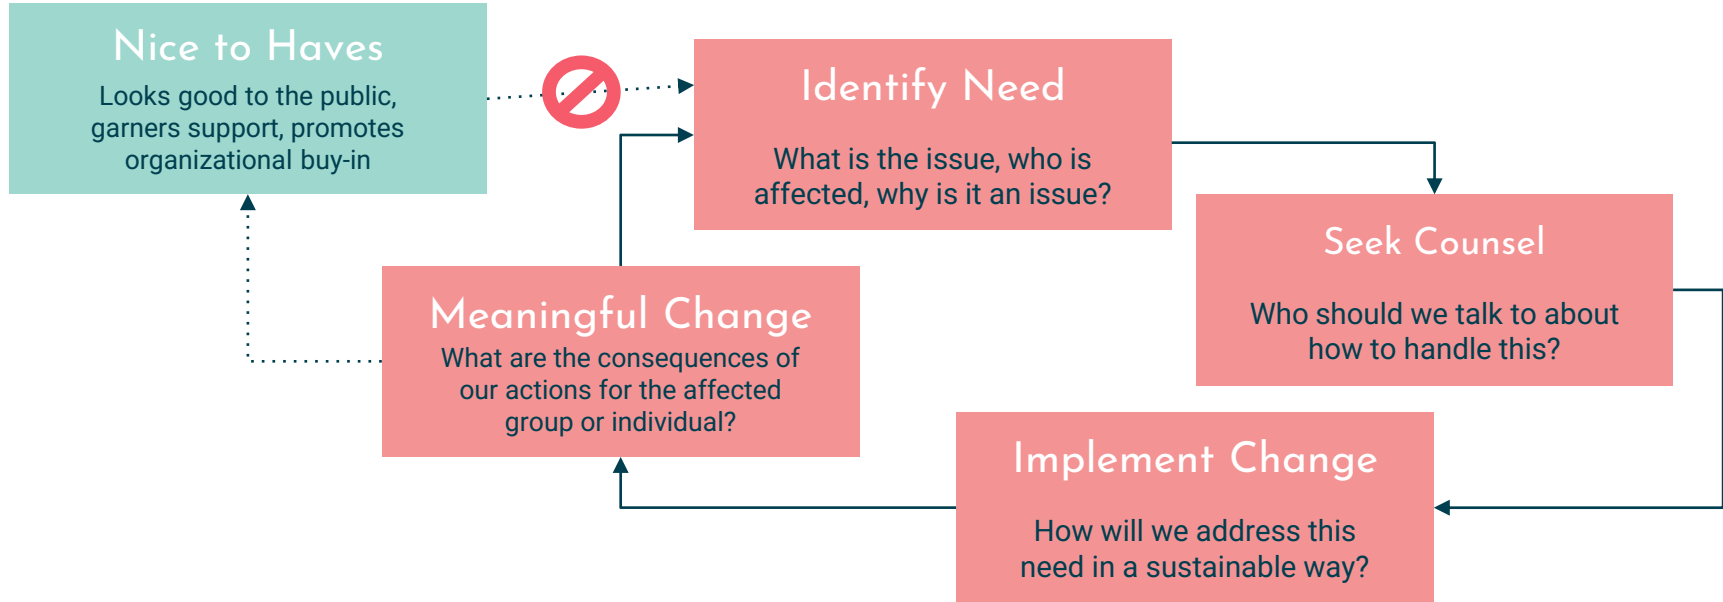 Nice to Haves
Looks good to the public,
garners support, promotes
organizational buy-in
Identify Need
What is the issue, who is
affected, why is it an issue?
Seek Counsel
Who should we talk to about
how to handle this?
Meaningful Change
What are the consequences of
our actions for the affected
group or individual?
Implement Change
How will we address this
need in a sustainable way?